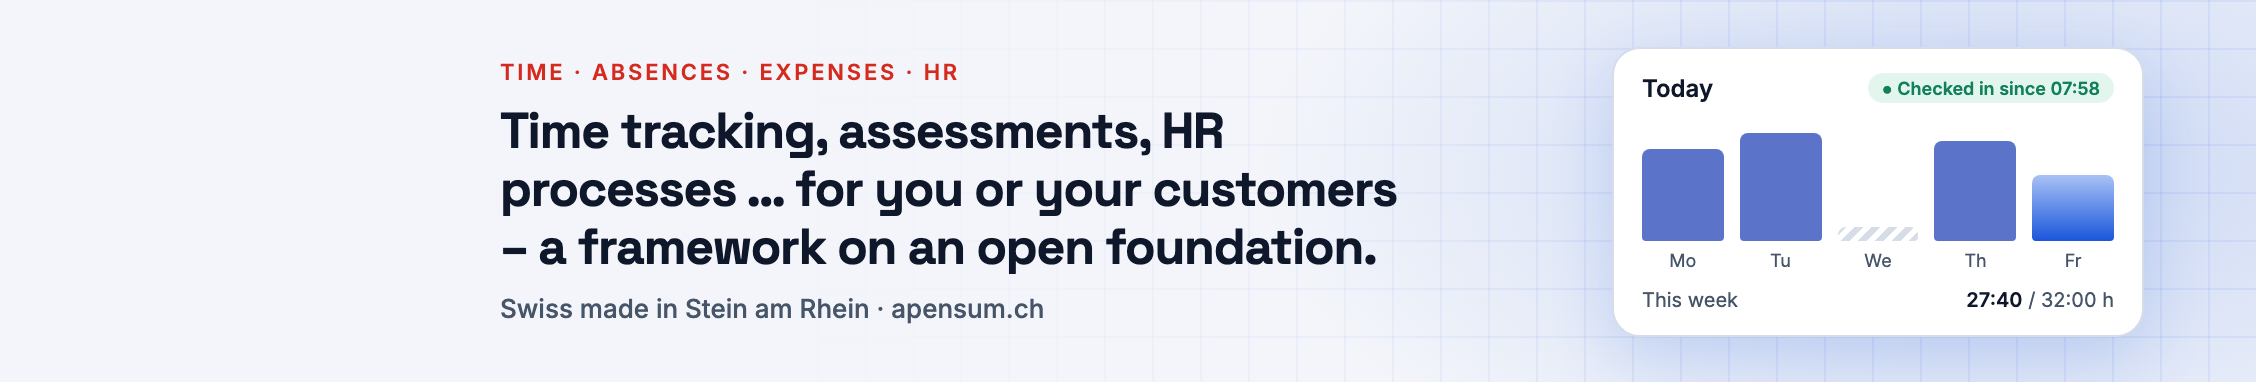 TIME · ABSENCES · EXPENSES · HR
Time tracking, assessments, HR
processes ... for you or your customers
– a framework on an open foundation.
Swiss made in Stein am Rhein · apensum.ch
Today
● Checked in since 07:58
Mo Tu We Th Fr
This week 27:40 / 32:00 h